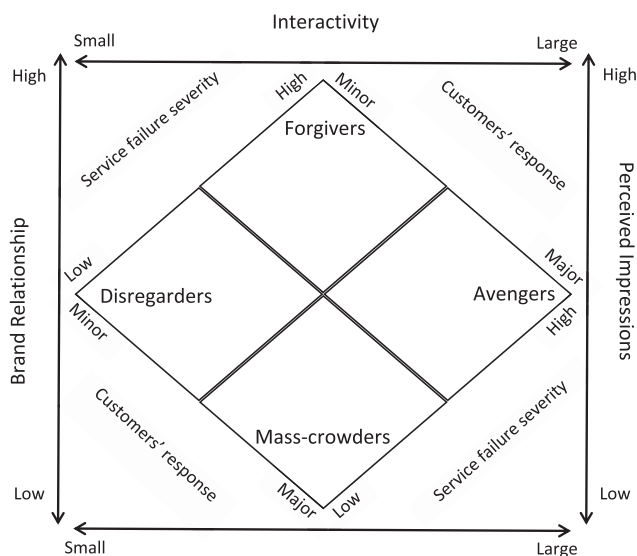 Interactivity
Small
Large
High
High
High
Minor
Service failure severity
Customers' response
Forgivers
Brand Relationship
Perceived Impressions
Low
Major
Disregarders
Avengers
Minor
High
Mass-crowders
Customers' response
Service failure severity
Major
Low
Low
Low
Small
Large